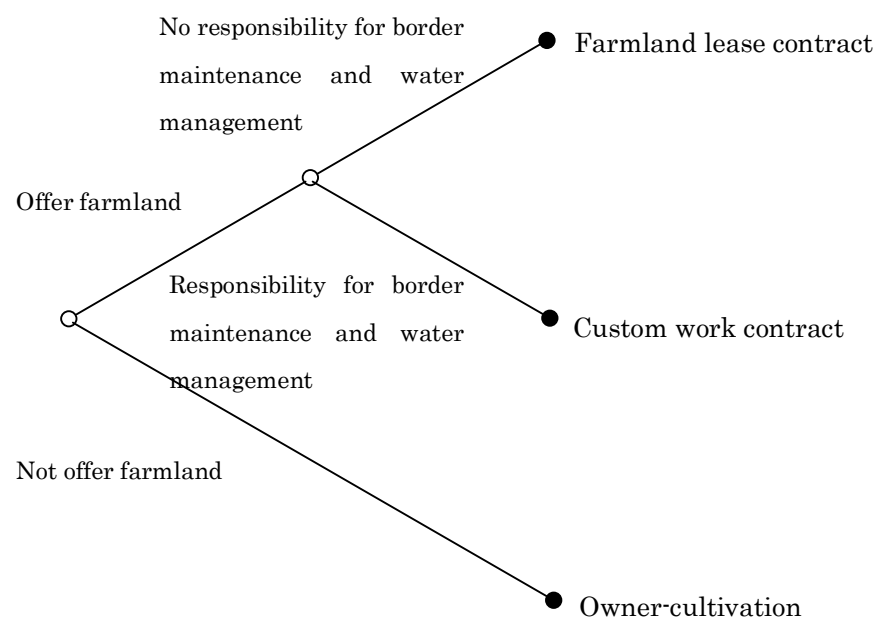 No responsibility for border
maintenance and water
management
Farmland lease contract
Offer farmland
Responsibility for border
maintenance and water
management
Custom work contract
Not offer farmland
Owner-cultivation